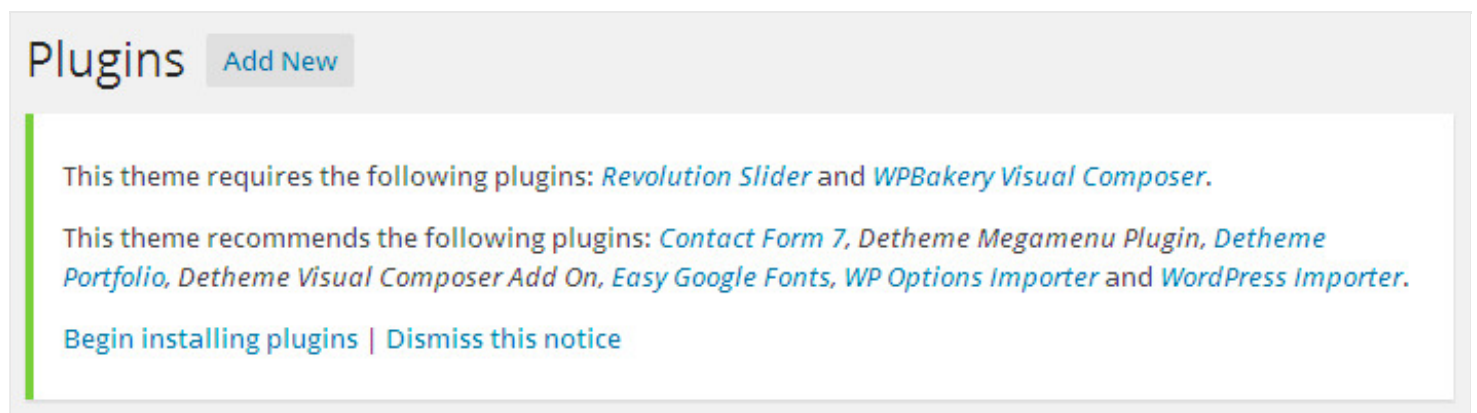 Plugins Add New
This theme requires the following plugins: Revolution Slider and WPBakery Visual Composer.
This theme recommends the following plugins: Contact Form 7, Detheme Megamenu Plugin, Detheme
Portfolio, Detheme Visual Composer Add On, Easy Google Fonts, WP Options Importer and WordPress Importer.
Begin installing plugins | Dismiss this notice